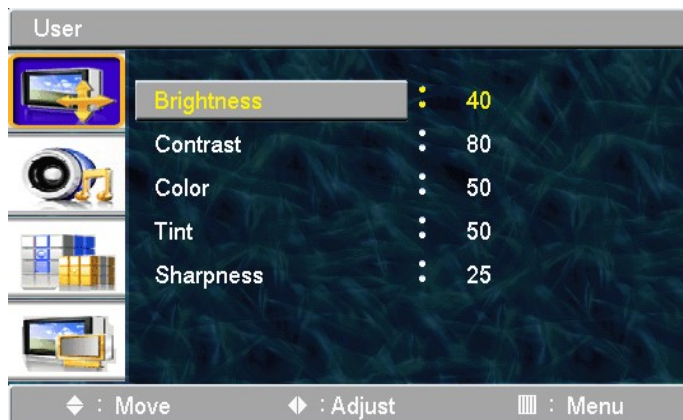 User
Brightness : 40
Contrast : 80
Color : 50
Tint : 50
Sharpness : 25
: Move : Adjust : Menu